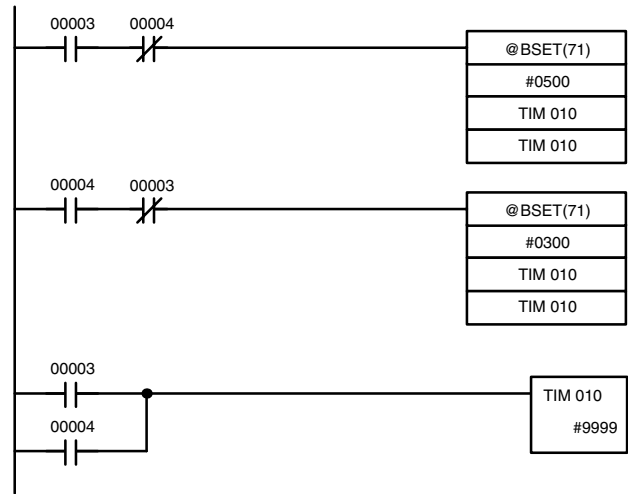 00003 00004
@BSET(71)
#0500
TIM 010
TIM 010
00004 00003
@BSET(71)
#0300
TIM 010
TIM 010
00003
TIM 010
00004
#9999